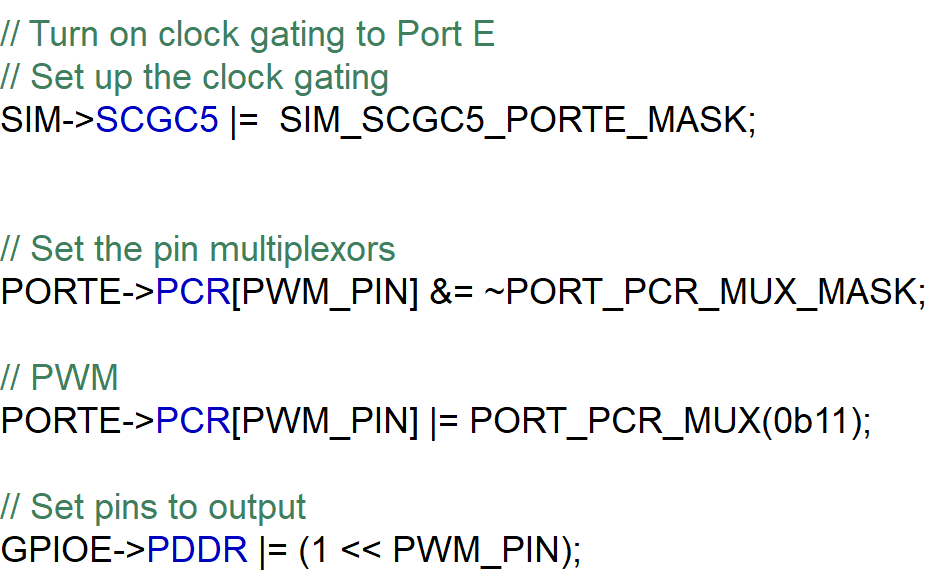 // Turn on clock gating to Port E
// Set up the clock gating
SIM->SCGC5 |=  SIM_SCGC5_PORTE_MASK;
// Set the pin multiplexors
PORTE->PCR[PWM_PIN] &= ~PORT_PCR_MUX_MASK;
// PWM
PORTE->PCR[PWM_PIN] |= PORT_PCR_MUX(0b11);
// Set pins to output
GPIOE->PDDR |= (1 << PWM_PIN);